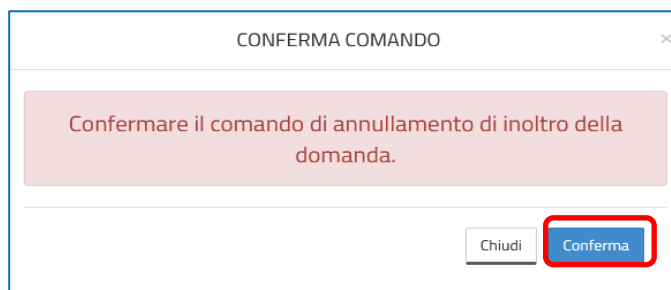 CONFERMA COMANDO ×
Confermare il comando di annullamento di inoltro della
domanda.
Chiudi Conferma